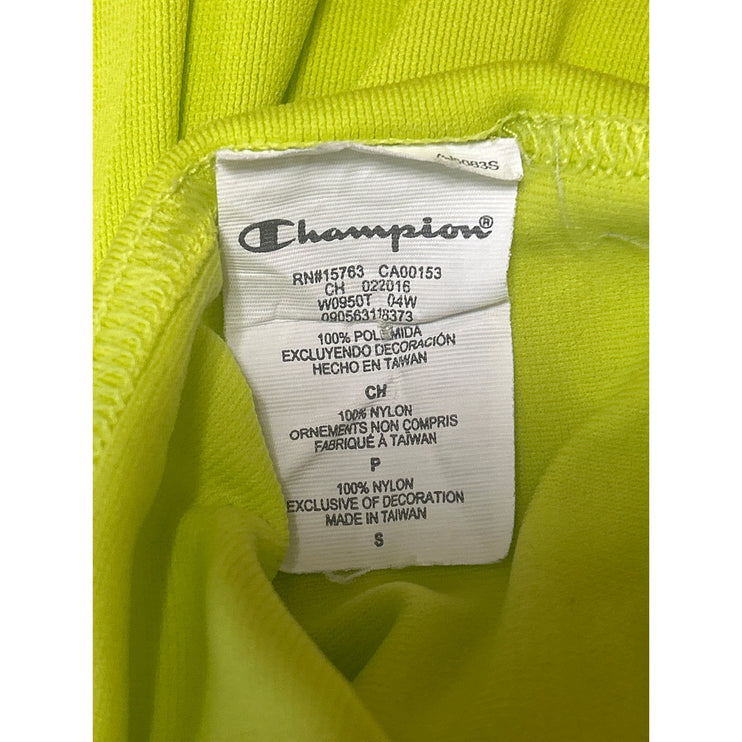 Champion®
RN#15763 CA00153
CH 022016
W0950T 04W
090563118373
100% POLIAMIDA
EXCLUYENDO DECORACIÓN
HECHO EN TAIWAN
CH
100% NYLON
ORNEMENTS NON COMPRIS
FABRIQUÉ À TAÏWAN
P
100% NYLON
EXCLUSIVE OF DECORATION
MADE IN TAIWAN
S